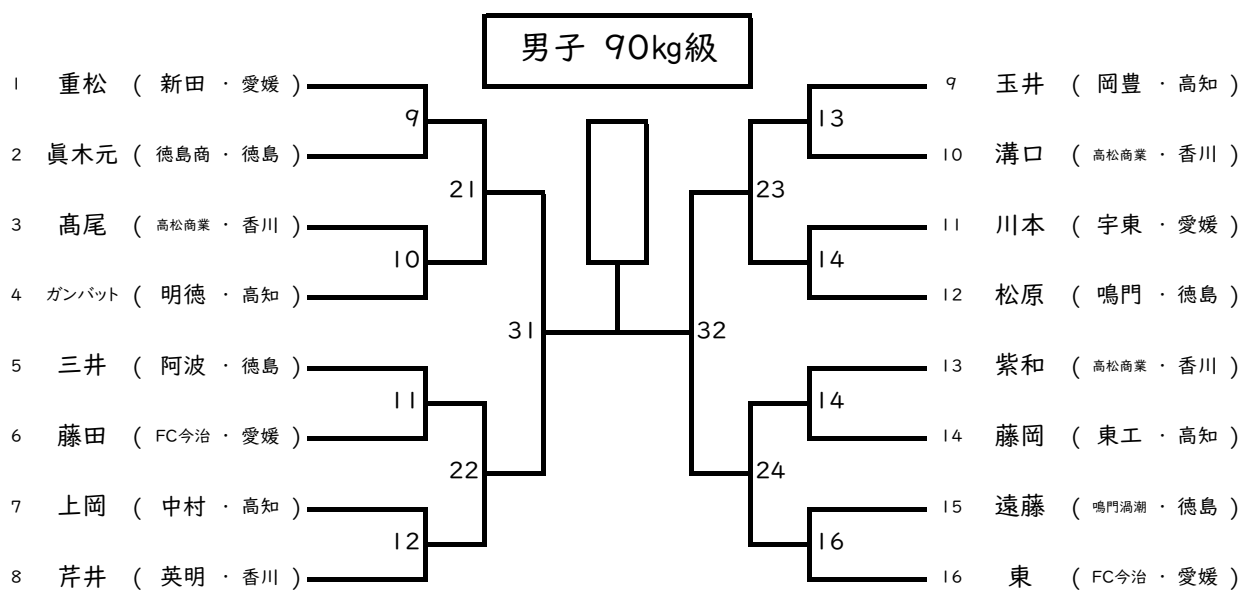 男子 90kg級
1 重松 ( 新田 ・ 愛媛 )
9
2 眞木元 ( 徳島商 ・ 徳島 )
21
3 髙尾 ( 高松商業 ・ 香川 )
10
4 ガンバット ( 明徳 ・ 高知 )
31
5 三井 ( 阿波 ・ 徳島 )
11
6 藤田 ( FC今治 ・ 愛媛 )
22
7 上岡 ( 中村 ・ 高知 )
12
8 芹井 ( 英明 ・ 香川 )
9 玉井 ( 岡豊 ・ 高知 )
13
10 溝口 ( 高松商業 ・ 香川 )
23
11 川本 ( 宇東 ・ 愛媛 )
14
12 松原 ( 鳴門 ・ 徳島 )
32
13 紫和 ( 高松商業 ・ 香川 )
14
14 藤岡 ( 東工 ・ 高知 )
24
15 遠藤 ( 鳴門渦潮 ・ 徳島 )
16
16 東 ( FC今治 ・ 愛媛 )